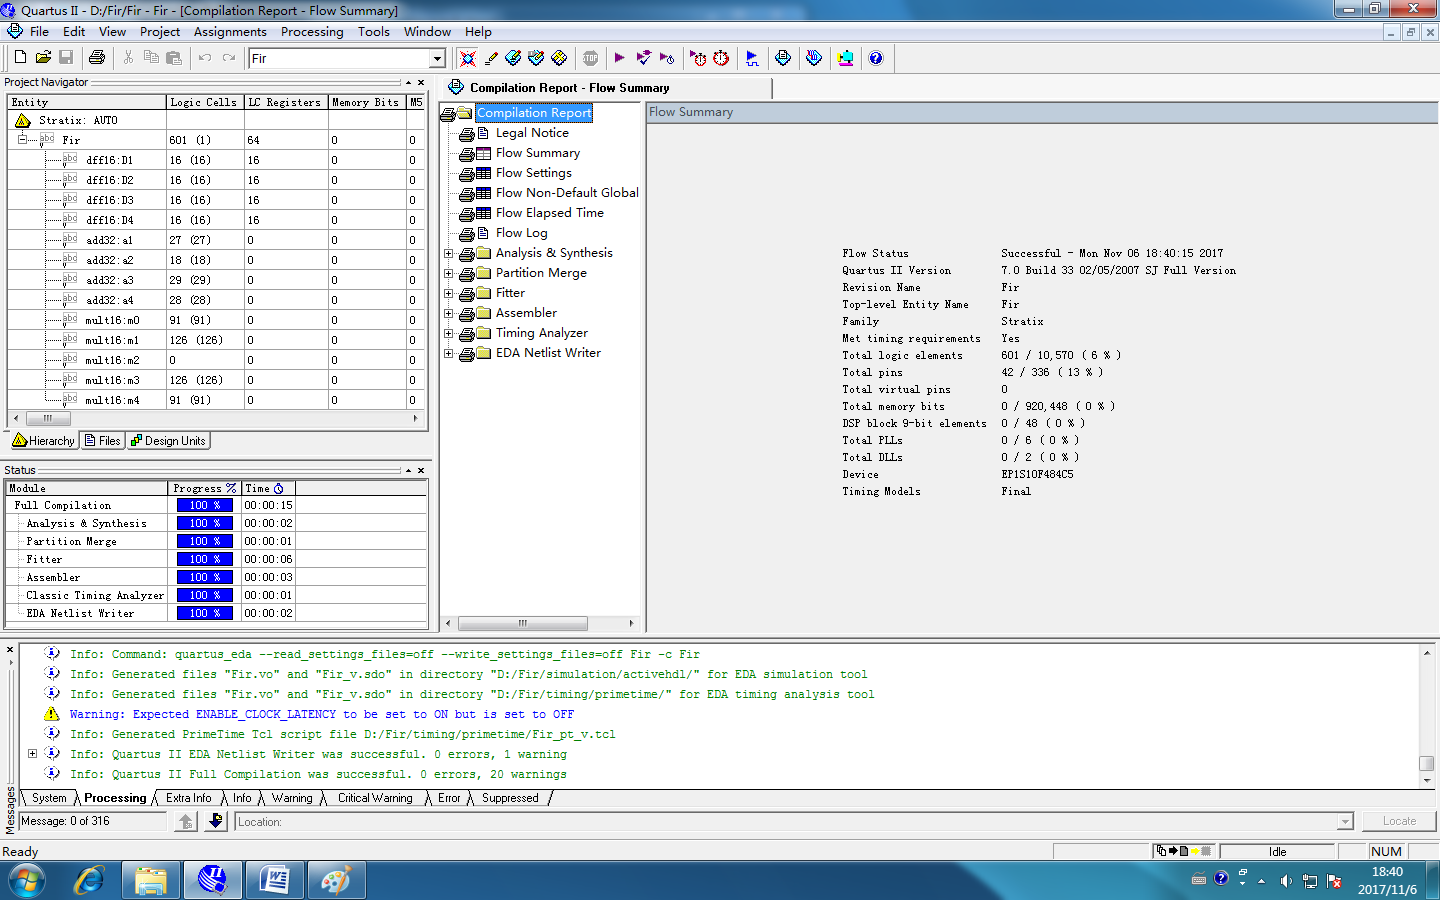 Quartus II - D:/Fir/Fir - Fir - [Compilation Report - Flow Summary]
File Edit View Project Assignments Processing Tools Window Help
Fir
STOP
Project Navigator
Entity Logic Cells LC Registers Memory Bits M5
Stratix: AUTO
Fir 601 (1) 64 0 0
dff16:D1 16 (16) 16 0 0
dff16:D2 16 (16) 16 0 0
dff16:D3 16 (16) 16 0 0
dff16:D4 16 (16) 16 0 0
add32:a1 27 (27) 0 0 0
add32:a2 18 (18) 0 0 0
add32:a3 29 (29) 0 0 0
add32:a4 28 (28) 0 0 0
mult16:m0 91 (91) 0 0 0
mult16:m1 126 (126) 0 0 0
mult16:m2 0 0 0 0
mult16:m3 126 (126) 0 0 0
mult16:m4 91 (91) 0 0 0
Hierarchy Files Design Units
Status
Module Progress % Time
Full Compilation 100 % 00:00:15
Analysis & Synthesis 100 % 00:00:02
Partition Merge 100 % 00:00:01
Fitter 100 % 00:00:06
Assembler 100 % 00:00:03
Classic Timing Analyzer 100 % 00:00:01
EDA Netlist Writer 100 % 00:00:02
Compilation Report - Flow Summary
Compilation Report
Legal Notice
Flow Summary
Flow Settings
Flow Non-Default Global
Flow Elapsed Time
Flow Log
Analysis & Synthesis
Partition Merge
Fitter
Assembler
Timing Analyzer
EDA Netlist Writer
Flow Summary
Flow Status Successful - Mon Nov 06 18:40:15 2017
Quartus II Version 7.0 Build 33 02/05/2007 SJ Full Version
Revision Name Fir
Top-level Entity Name Fir
Family Stratix
Met timing requirements Yes
Total logic elements 601 / 10,570 ( 6 % )
Total pins 42 / 336 ( 13 % )
Total virtual pins 0
Total memory bits 0 / 920,448 ( 0 % )
DSP block 9-bit elements 0 / 48 ( 0 % )
Total PLLs 0 / 6 ( 0 % )
Total DLLs 0 / 2 ( 0 % )
Device EP1S10F484C5
Timing Models Final
Info: Command: quartus_eda --read_settings_files=off --write_settings_files=off Fir -c Fir
Info: Generated files "Fir.vo" and "Fir_v.sdo" in directory "D:/Fir/simulation/activehdl/" for EDA simulation tool
Info: Generated files "Fir.vo" and "Fir_v.sdo" in directory "D:/Fir/timing/primetime/" for EDA timing analysis tool
Warning: Expected ENABLE_CLOCK_LATENCY to be set to ON but is set to OFF
Info: Generated PrimeTime Tcl script file D:/Fir/timing/primetime/Fir_pt_v.tcl
Info: Quartus II EDA Netlist Writer was successful. 0 errors, 1 warning
Info: Quartus II Full Compilation was successful. 0 errors, 20 warnings
System Processing Extra Info Info Warning Critical Warning Error Suppressed
Messages
Message: 0 of 316
Location:
Locate
Ready
Idle
NUM
18:40
2017/11/6